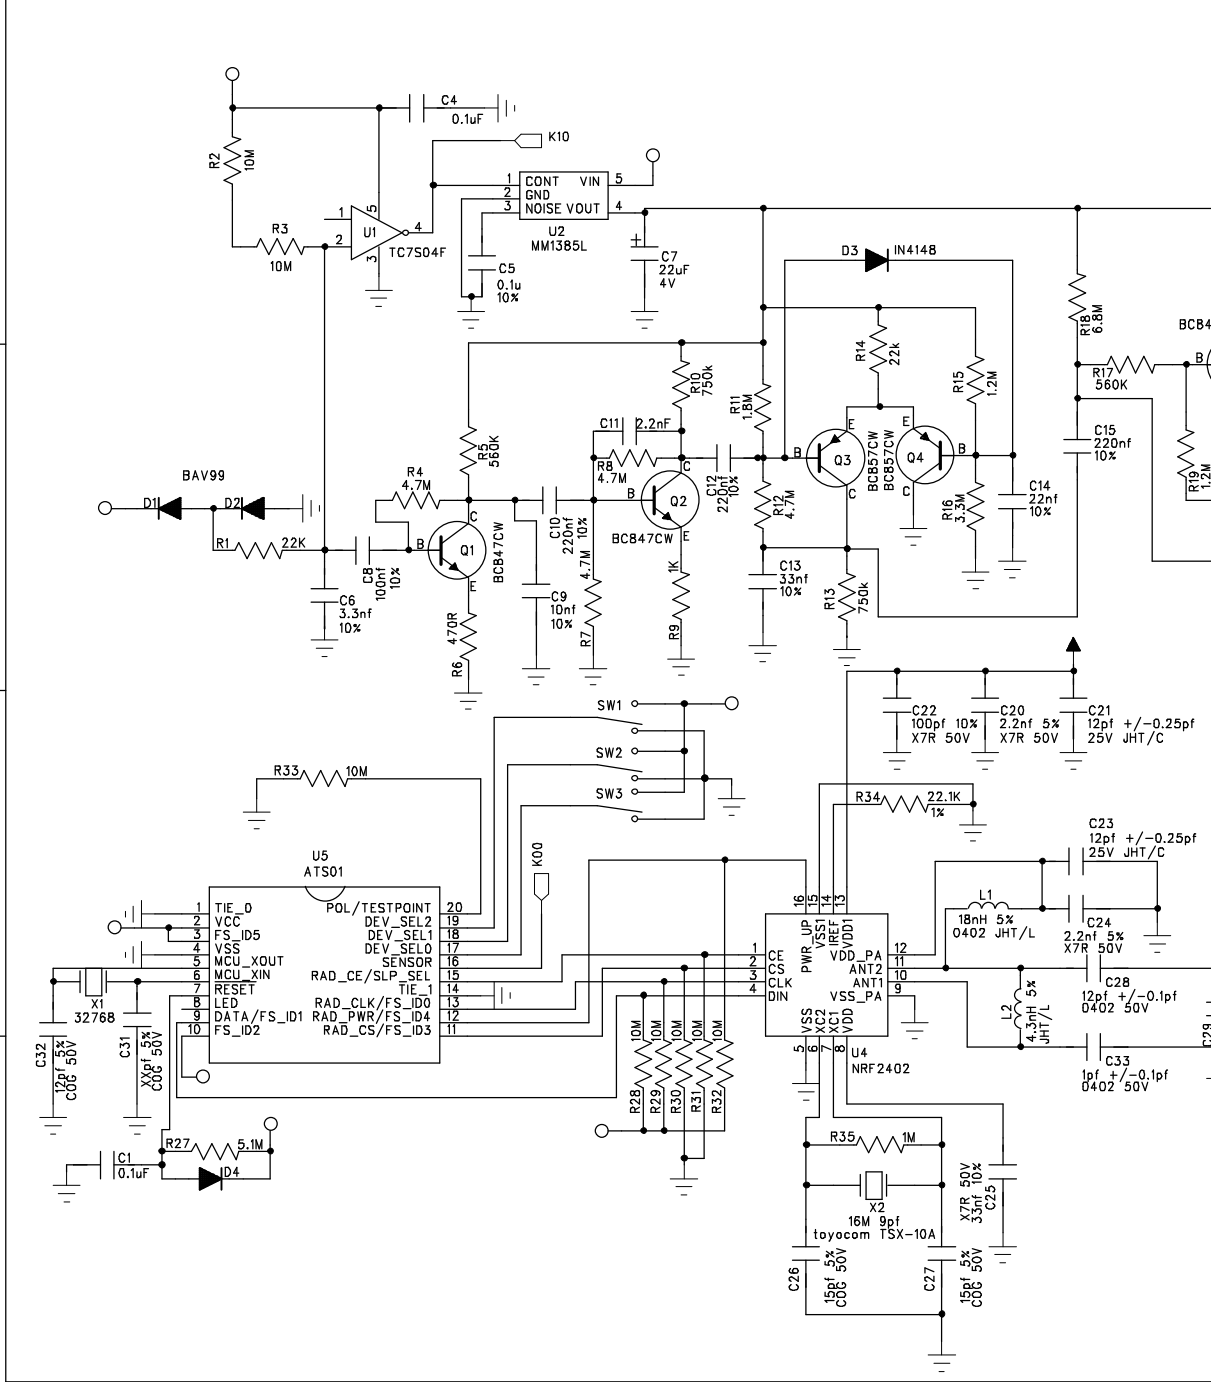 C4
0.1uF
K10
R2
10M
1 CONT VIN 5
2 GND
3 NOISE VOUT 4
U2
MM1385L
1
5
U1
4
2
3
TC7S04F
R3
10M
C5
0.1u
10%
C7
22uF
4V
D3
IN4148
R18
6.8M
BC84
B
R17
560K
R14
22k
R15
1.2M
R10
750k
R11
1.8M
C11
2.2nF
R5
560K
R8
4.7M
E
E
B
Q3
BC857CW
BC857CW
Q4
B
C
C
C15
220nf
10%
R19
1.2M
BAV99
D1
D2
R4
4.7M
C
B
Q2
E
BC847CW
C12
220nf
10%
R12
4.7M
R16
3.3M
C14
22nf
10%
R1
22K
C8
100nf
10%
C
B
Q1
E
BC847CW
C10
220nf
10%
C6
3.3nf
10%
470R
R6
C9
10nf
10%
4.7M
R7
1K
R9
C13
33nf
10%
R13
750k
C22
100pf 10%
X7R 50V
C20
2.2nf 5%
X7R 50V
C21
12pf +/-0.25pf
25V JHT/C
SW1
SW2
SW3
R33
10M
R34
22.1K
1%
C23
12pf +/-0.25pf
25V JHT/C
K00
U5
ATS01
1 TIE_0 POL/TESTPOINT 20
2 VCC DEV_SEL2 19
3 FS_ID5 DEV_SEL1 18
4 VSS DEV_SEL0 17
5 MCU_XOUT SENSOR 16
6 MCU_XIN RAD_CE/SLP_SEL 15
7 RESET TIE_1 14
8 LED RAD_CLK/FS_ID0 13
9 DATA/FS_ID1 RAD_PWR/FS_ID4 12
10 FS_ID2 RAD_CS/FS_ID3 11
16 15 14 13
PWR_UP
VSS1
IREF
VDD1
1 CE VDD_PA 12
2 CS ANT2 11
3 CLK ANT1 10
4 DIN VSS_PA 9
VSS
XC2
XC1
VDD
5 6 7 8
U4
NRF2402
L1
18nH 5%
0402 JHT/L
C24
2.2nf 5%
X7R 50V
C28
12pf +/-0.1pf
0402 50V
L2
4.3nH 5%
JHT/L
C33
1pf +/-0.1pf
0402 50V
C29
X1
32768
C32
12pf 5%
COG 50V
C31
XXpf 5%
COG 50V
10M
10M
10M
10M
10M
R28
R29
R30
R31
R32
R27
5.1M
C1
0.1uF
D4
R35
1M
X2
16M 9pf
toyocom TSX-10A
X7R 50V
33nf 10%
C25
C26
15pf 5%
COG 50V
C27
15pf 5%
COG 50V